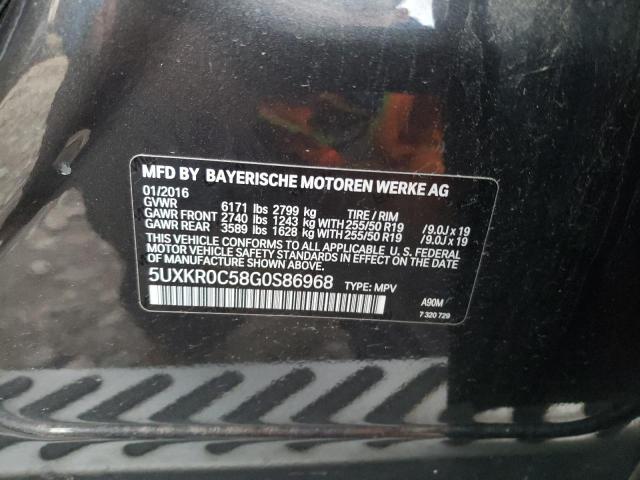 MFD BY BAYERISCHE MOTOREN WERKE AG
01/2016
GVWR 6171 lbs 2799 kg TIRE / RIM
GAWR FRONT 2740 lbs 1243 kg WITH 255/50 R19 /9.0J x 19
GAWR REAR 3589 lbs 1628 kg WITH 255/50 R19 /9.0J x 19
THIS VEHICLE CONFORMS TO ALL APPLICABLE U. S. FEDERAL
MOTOR VEHICLE SAFETY STANDARDS IN EFFECT ON THE DATE
OF MANUFACTURE SHOWN ABOVE.
5UXKR0C58G0S86968 TYPE: MPV
A90M
7 320 729